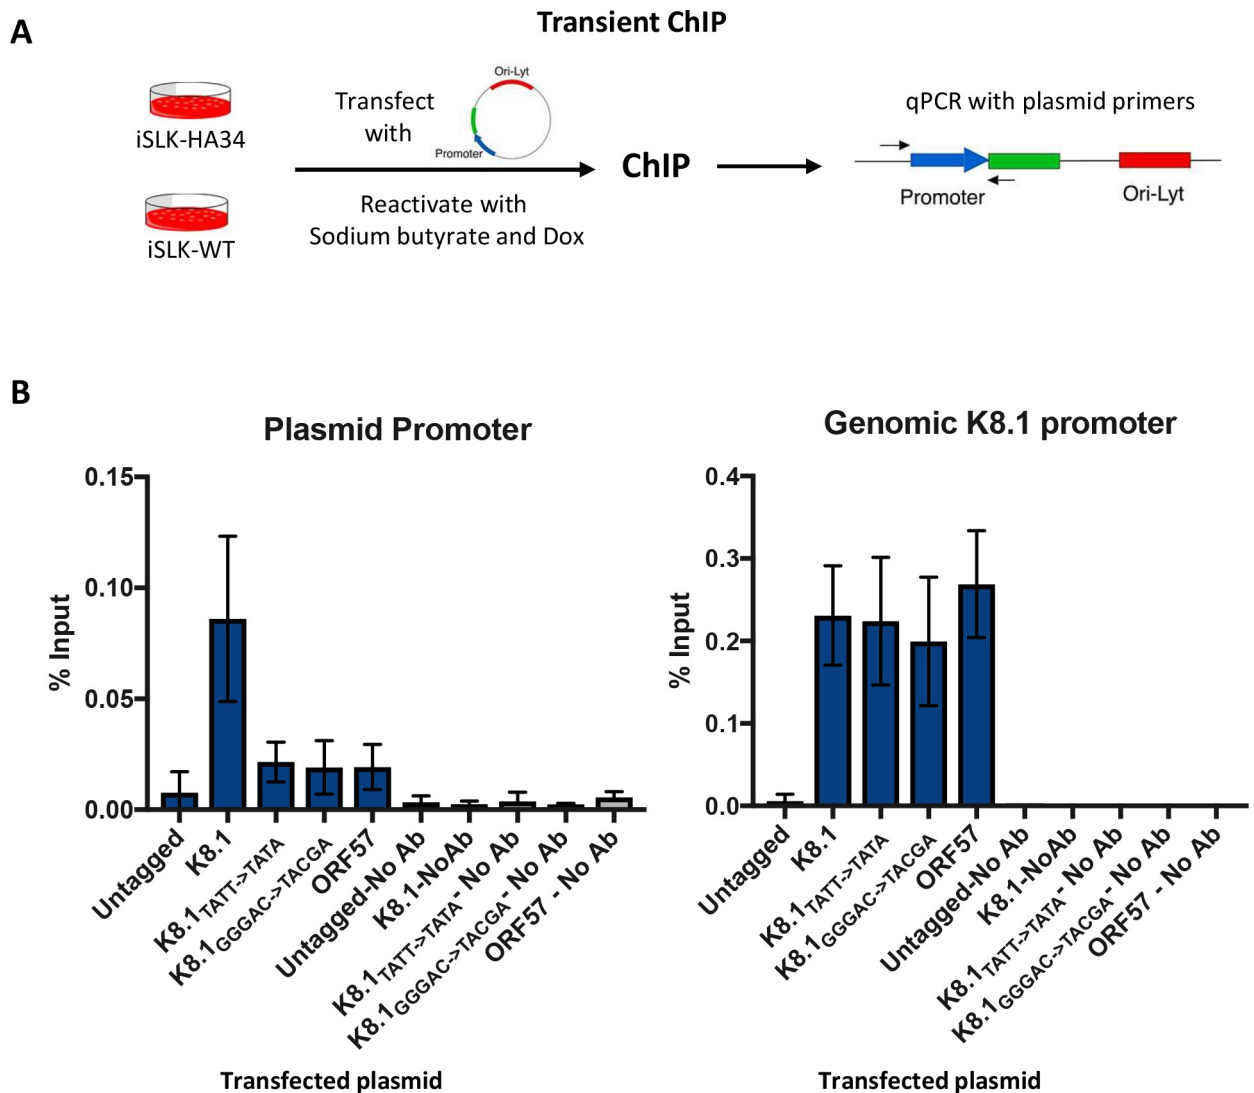 A
Transient ChIP
iSLK-HA34
iSLK-WT
Transfect
with
Ori-Lyt
Promoter
Reactivate with
Sodium butyrate and Dox
ChIP
qPCR with plasmid primers
Promoter
Ori-Lyt
B
Plasmid Promoter
% Input
0.15
0.10
0.05
0.00
Untagged
K8.1
K8.1TATT->TATA
K8.1GGGAC->TACGA
ORF57
Untagged-No Ab
K8.1-NoAb
K8.1TATT->TATA- No Ab
K8.1GGGAC->TACGA- No Ab
ORF57 - No Ab
Transfected plasmid
Genomic K8.1 promoter
% Input
0.4
0.3
0.2
0.1
0.0
Untagged
K8.1
K8.1TATT->TATA
K8.1GGGAC->TACGA
ORF57
Untagged-No Ab
K8.1-NoAb
K8.1TATT->TATA- No Ab
K8.1GGGAC->TACGA- No Ab
ORF57 - No Ab
Transfected plasmid